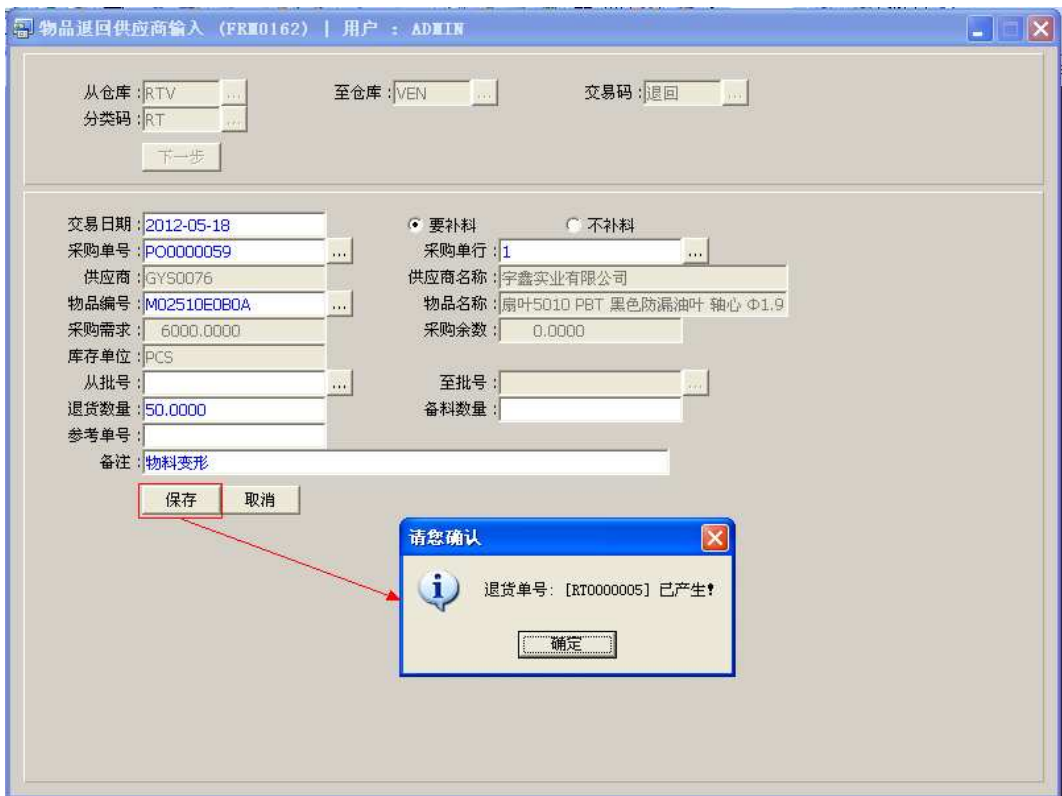 物品退回供应商输入 (FRM0162) | 用户 : ADMIN
从仓库 : RTV ... 至仓库 : VEN ... 交易码 : 退回 ...
分类码 : RT ...
下一步
交易日期 : 2012-05-18 要补料 不补料
采购单号 : PO0000059 ... 采购单行 : 1 ...
供应商 : GYS0076 供应商名称 : 宇鑫实业有限公司
物品编号 : M02510E0B0A ... 物品名称 : 扇叶5010 PBT 黑色防漏油叶 轴心 Φ1.9
采购需求 : 6000.0000 采购余数 : 0.0000
库存单位 : PCS
从批号 : ... 至批号 : ...
退货数量 : 50.0000 备料数量 :
参考单号 :
备注 : 物料变形
保存 取消
请您确认
退货单号: [RT0000005] 已产生!
确定